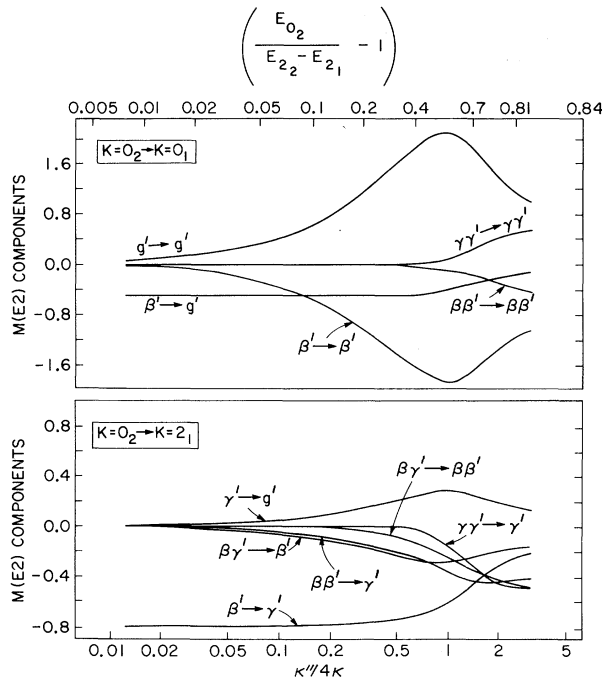 ( E0₂ / (E2₂ − E2₁) − 1 )
0.005 0.01 0.02 0.05 0.1 0.2 0.4 0.7 0.81 0.84
M(E2) COMPONENTS
1.6
0.8
0.0
-0.8
-1.6
K=0₂→K=0₁
g′→g′
γγ′→γγ′
β′→g′
β′→β′
ββ′→ββ′
M(E2) COMPONENTS
0.8
0.4
0.0
-0.4
-0.8
K=0₂→K=2₁
βγ′→ββ′
γ′→g′
γγ′→γ′
βγ′→β′
ββ′→γ′
β′→γ′
0.01 0.02 0.05 0.1 0.2 0.5 1 2 5
κ″/4κ